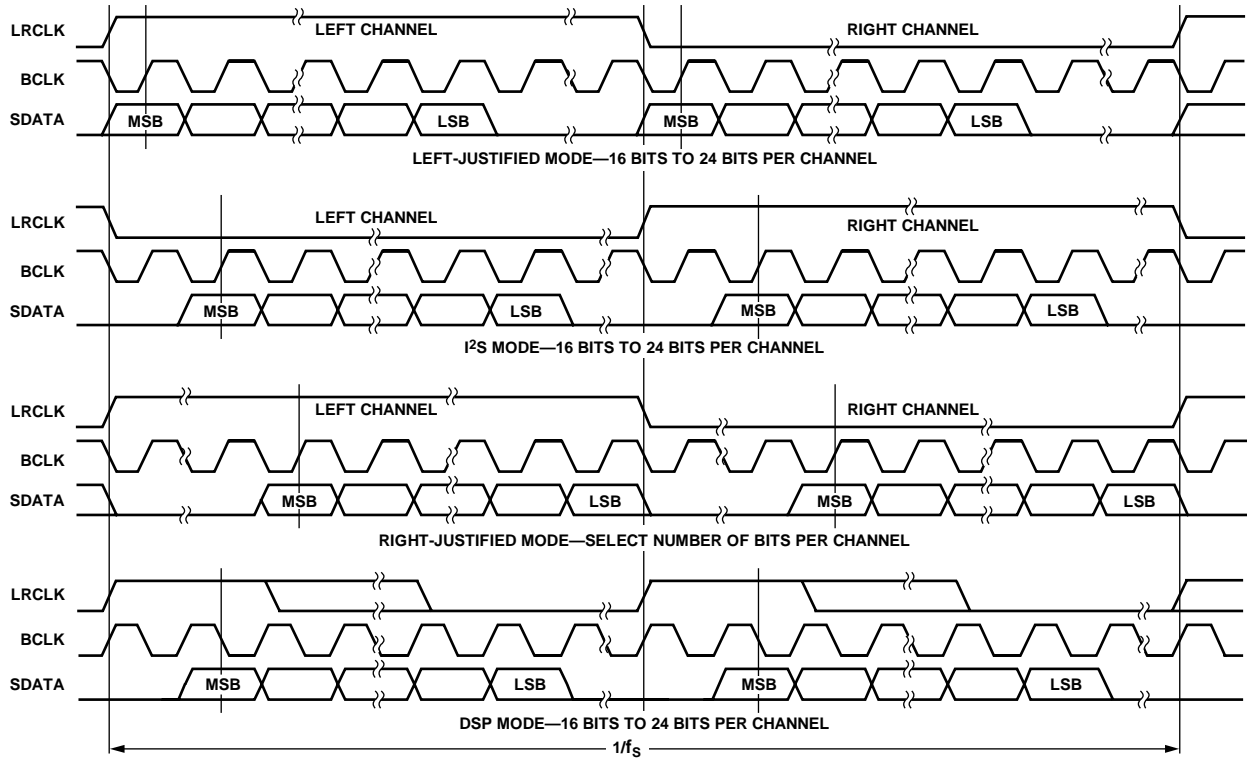 LRCLK
LEFT CHANNEL
RIGHT CHANNEL
BCLK
SDATA
MSB
LSB
MSB
LSB
LEFT-JUSTIFIED MODE—16 BITS TO 24 BITS PER CHANNEL
LRCLK
LEFT CHANNEL
RIGHT CHANNEL
BCLK
SDATA
MSB
LSB
MSB
LSB
I²S MODE—16 BITS TO 24 BITS PER CHANNEL
LRCLK
LEFT CHANNEL
RIGHT CHANNEL
BCLK
SDATA
MSB
LSB
MSB
LSB
RIGHT-JUSTIFIED MODE—SELECT NUMBER OF BITS PER CHANNEL
LRCLK
BCLK
SDATA
MSB
LSB
MSB
LSB
DSP MODE—16 BITS TO 24 BITS PER CHANNEL
1/fS